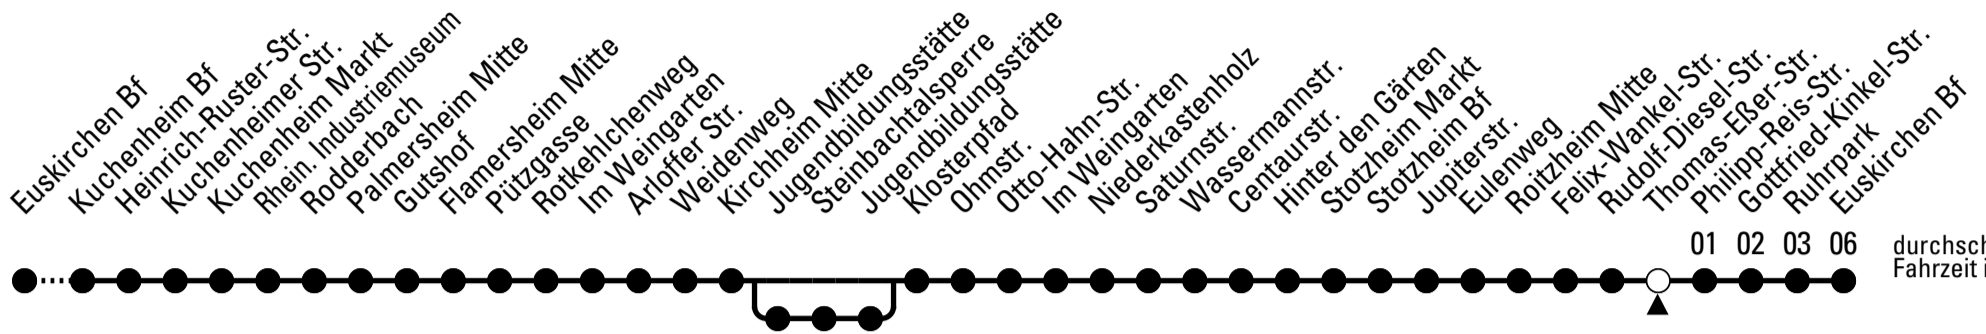 Euskirchen Bf
Kuchenheim Bf
Heinrich-Ruster-Str.
Kuchenheimer Str.
Kuchenheim Markt
Rhein. Industriemuseum
Rodderbach
Palmersheim Mitte
Gutshof
Flamersheim Mitte
Pützgasse
Rotkehlchenweg
Im Weingarten
Arloffer Str.
Weidenweg
Kirchheim Mitte
Jugendbildungsstätte
Steinbachtalsperre
Jugendbildungsstätte
Klosterpfad
Ohmstr.
Otto-Hahn-Str.
Im Weingarten
Niederkastenholz
Saturnstr.
Wassermannstr.
Centaurstr.
Hinter den Gärten
Stotzheim Markt
Stotzheim Bf
Jupiterstr.
Eulenweg
Roitzheim Mitte
Felix-Wankel-Str.
Rudolf-Diesel-Str.
Thomas-Eßer-Str.
Philipp-Reis-Str.
Gottfried-Kinkel-Str.
Ruhrpark
Euskirchen Bf
01 02 03 06
durchsch
Fahrzeit i